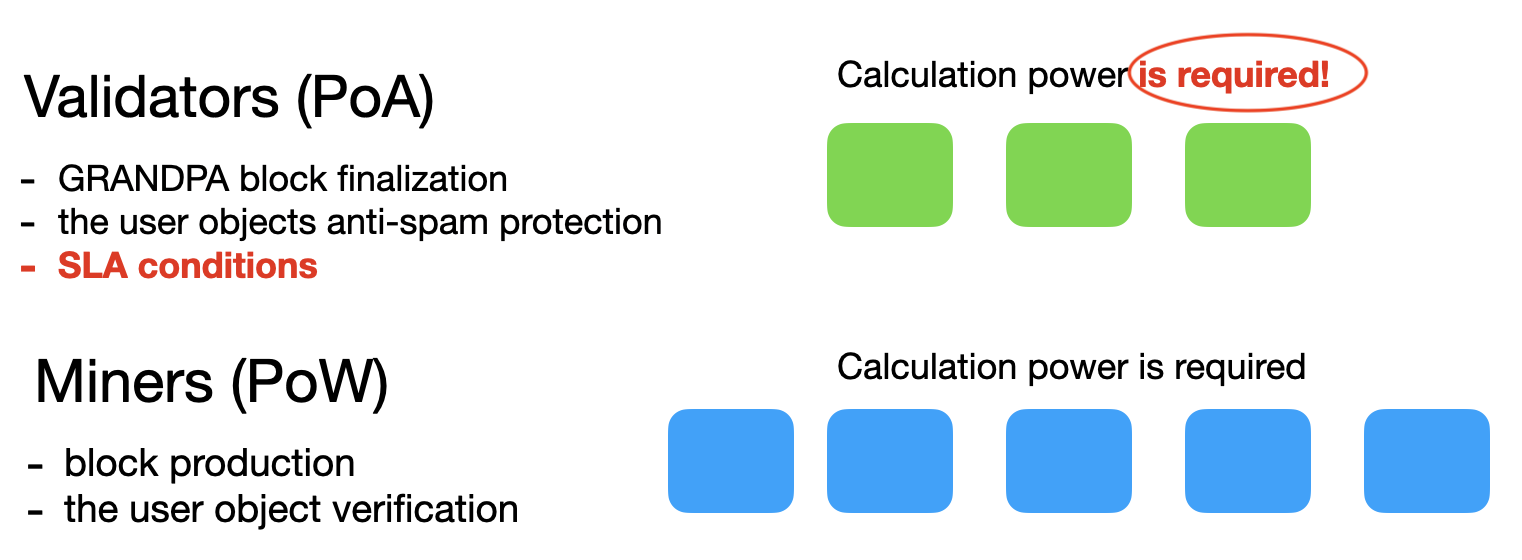 Validators (PoA)
Calculation power is required!
- GRANDPA block finalization
- the user objects anti-spam protection
- SLA conditions
Miners (PoW)
Calculation power is required
- block production
- the user object verification